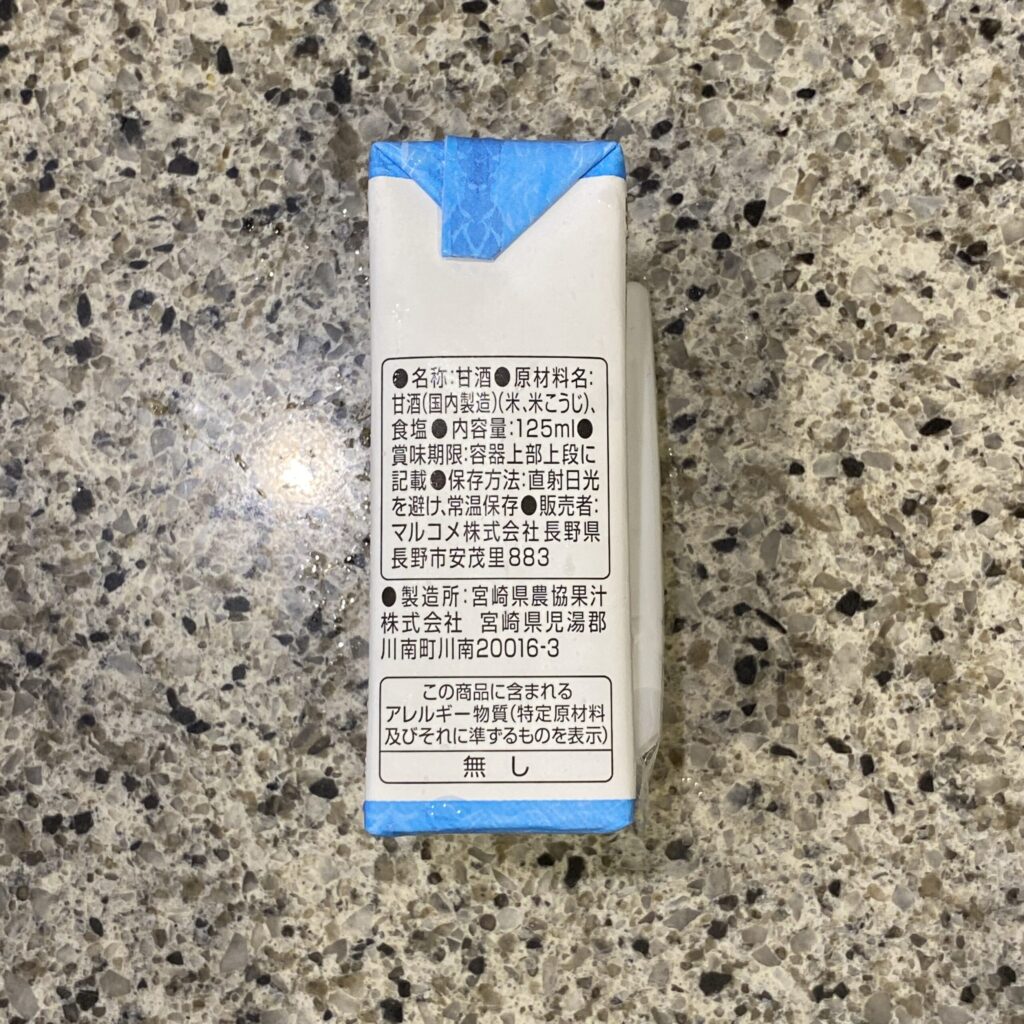 ●名称:甘酒●原材料名:
甘酒(国内製造)(米、米こうじ)、
食塩●内容量:125ml●
賞味期限:容器上部上段に
記載●保存方法:直射日光
を避け、常温保存●販売者:
マルコメ株式会社 長野県
長野市安茂里883
●製造所:宮崎県農協果汁
株式会社 宮崎県児湯郡
川南町川南20016-3
この商品に含まれる
アレルギー物質(特定原材料
及びそれに準ずるものを表示)
無し